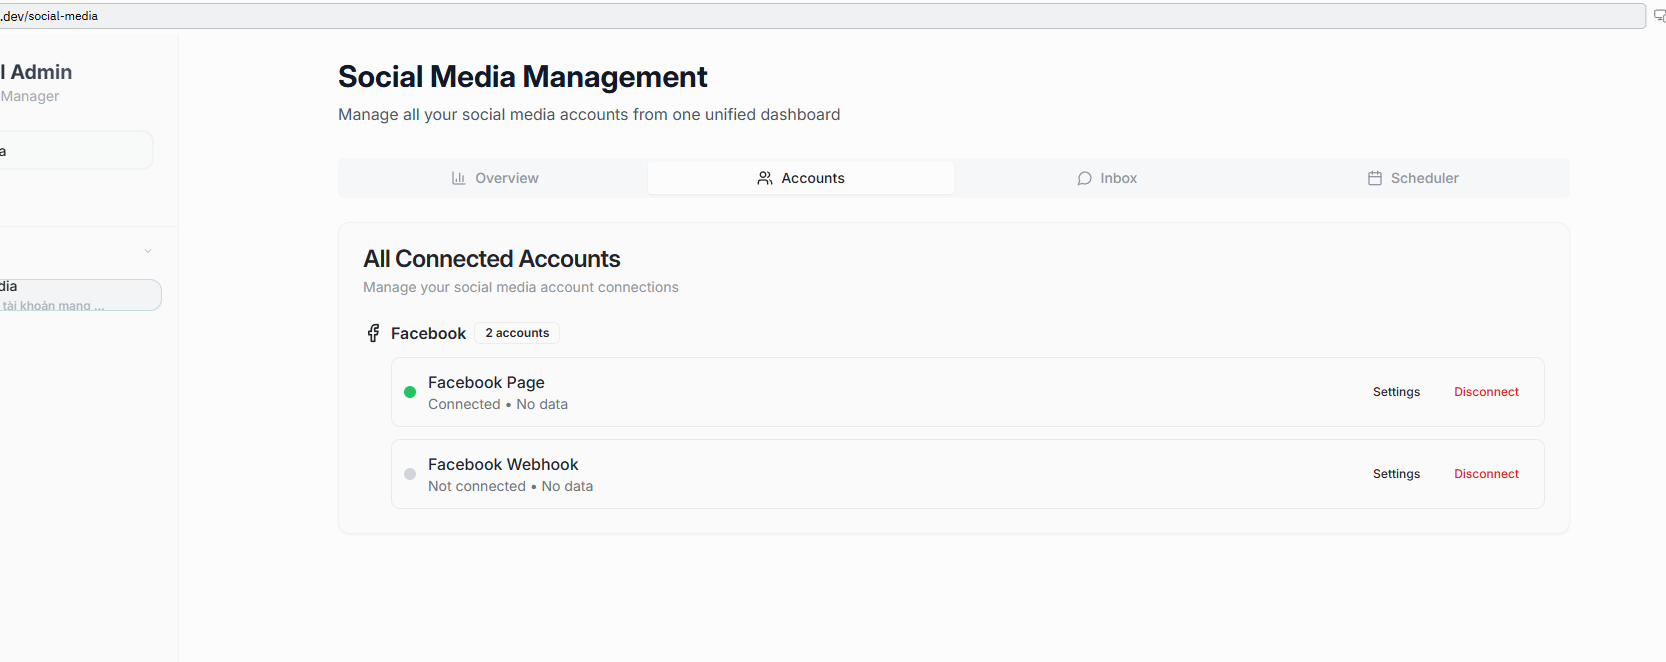 .dev/social-media
l Admin
Manager
a
dia
tài khoản mạng ...
Social Media Management
Manage all your social media accounts from one unified dashboard
Overview
Accounts
Inbox
Scheduler
All Connected Accounts
Manage your social media account connections
Facebook
2 accounts
Facebook Page
Connected • No data
Settings
Disconnect
Facebook Webhook
Not connected • No data
Settings
Disconnect